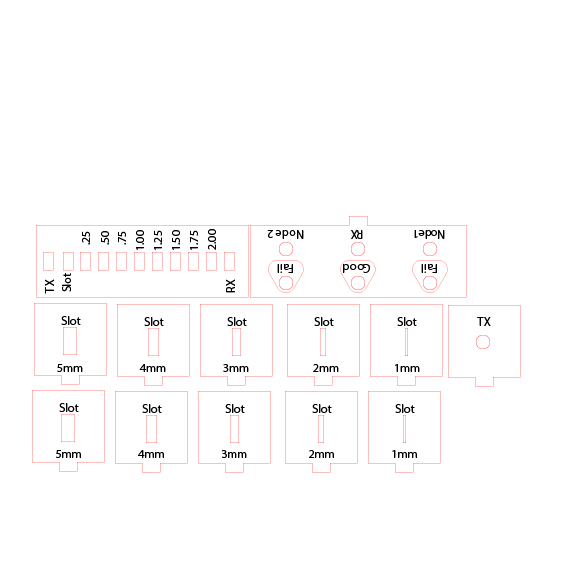 .25 .50 .75 1.00 1.25 1.50 1.75 2.00
TX Slot RX
Node 2 RX Node1
Fail Good Fail
Slot Slot Slot Slot Slot TX
5mm 4mm 3mm 2mm 1mm
Slot Slot Slot Slot Slot
5mm 4mm 3mm 2mm 1mm